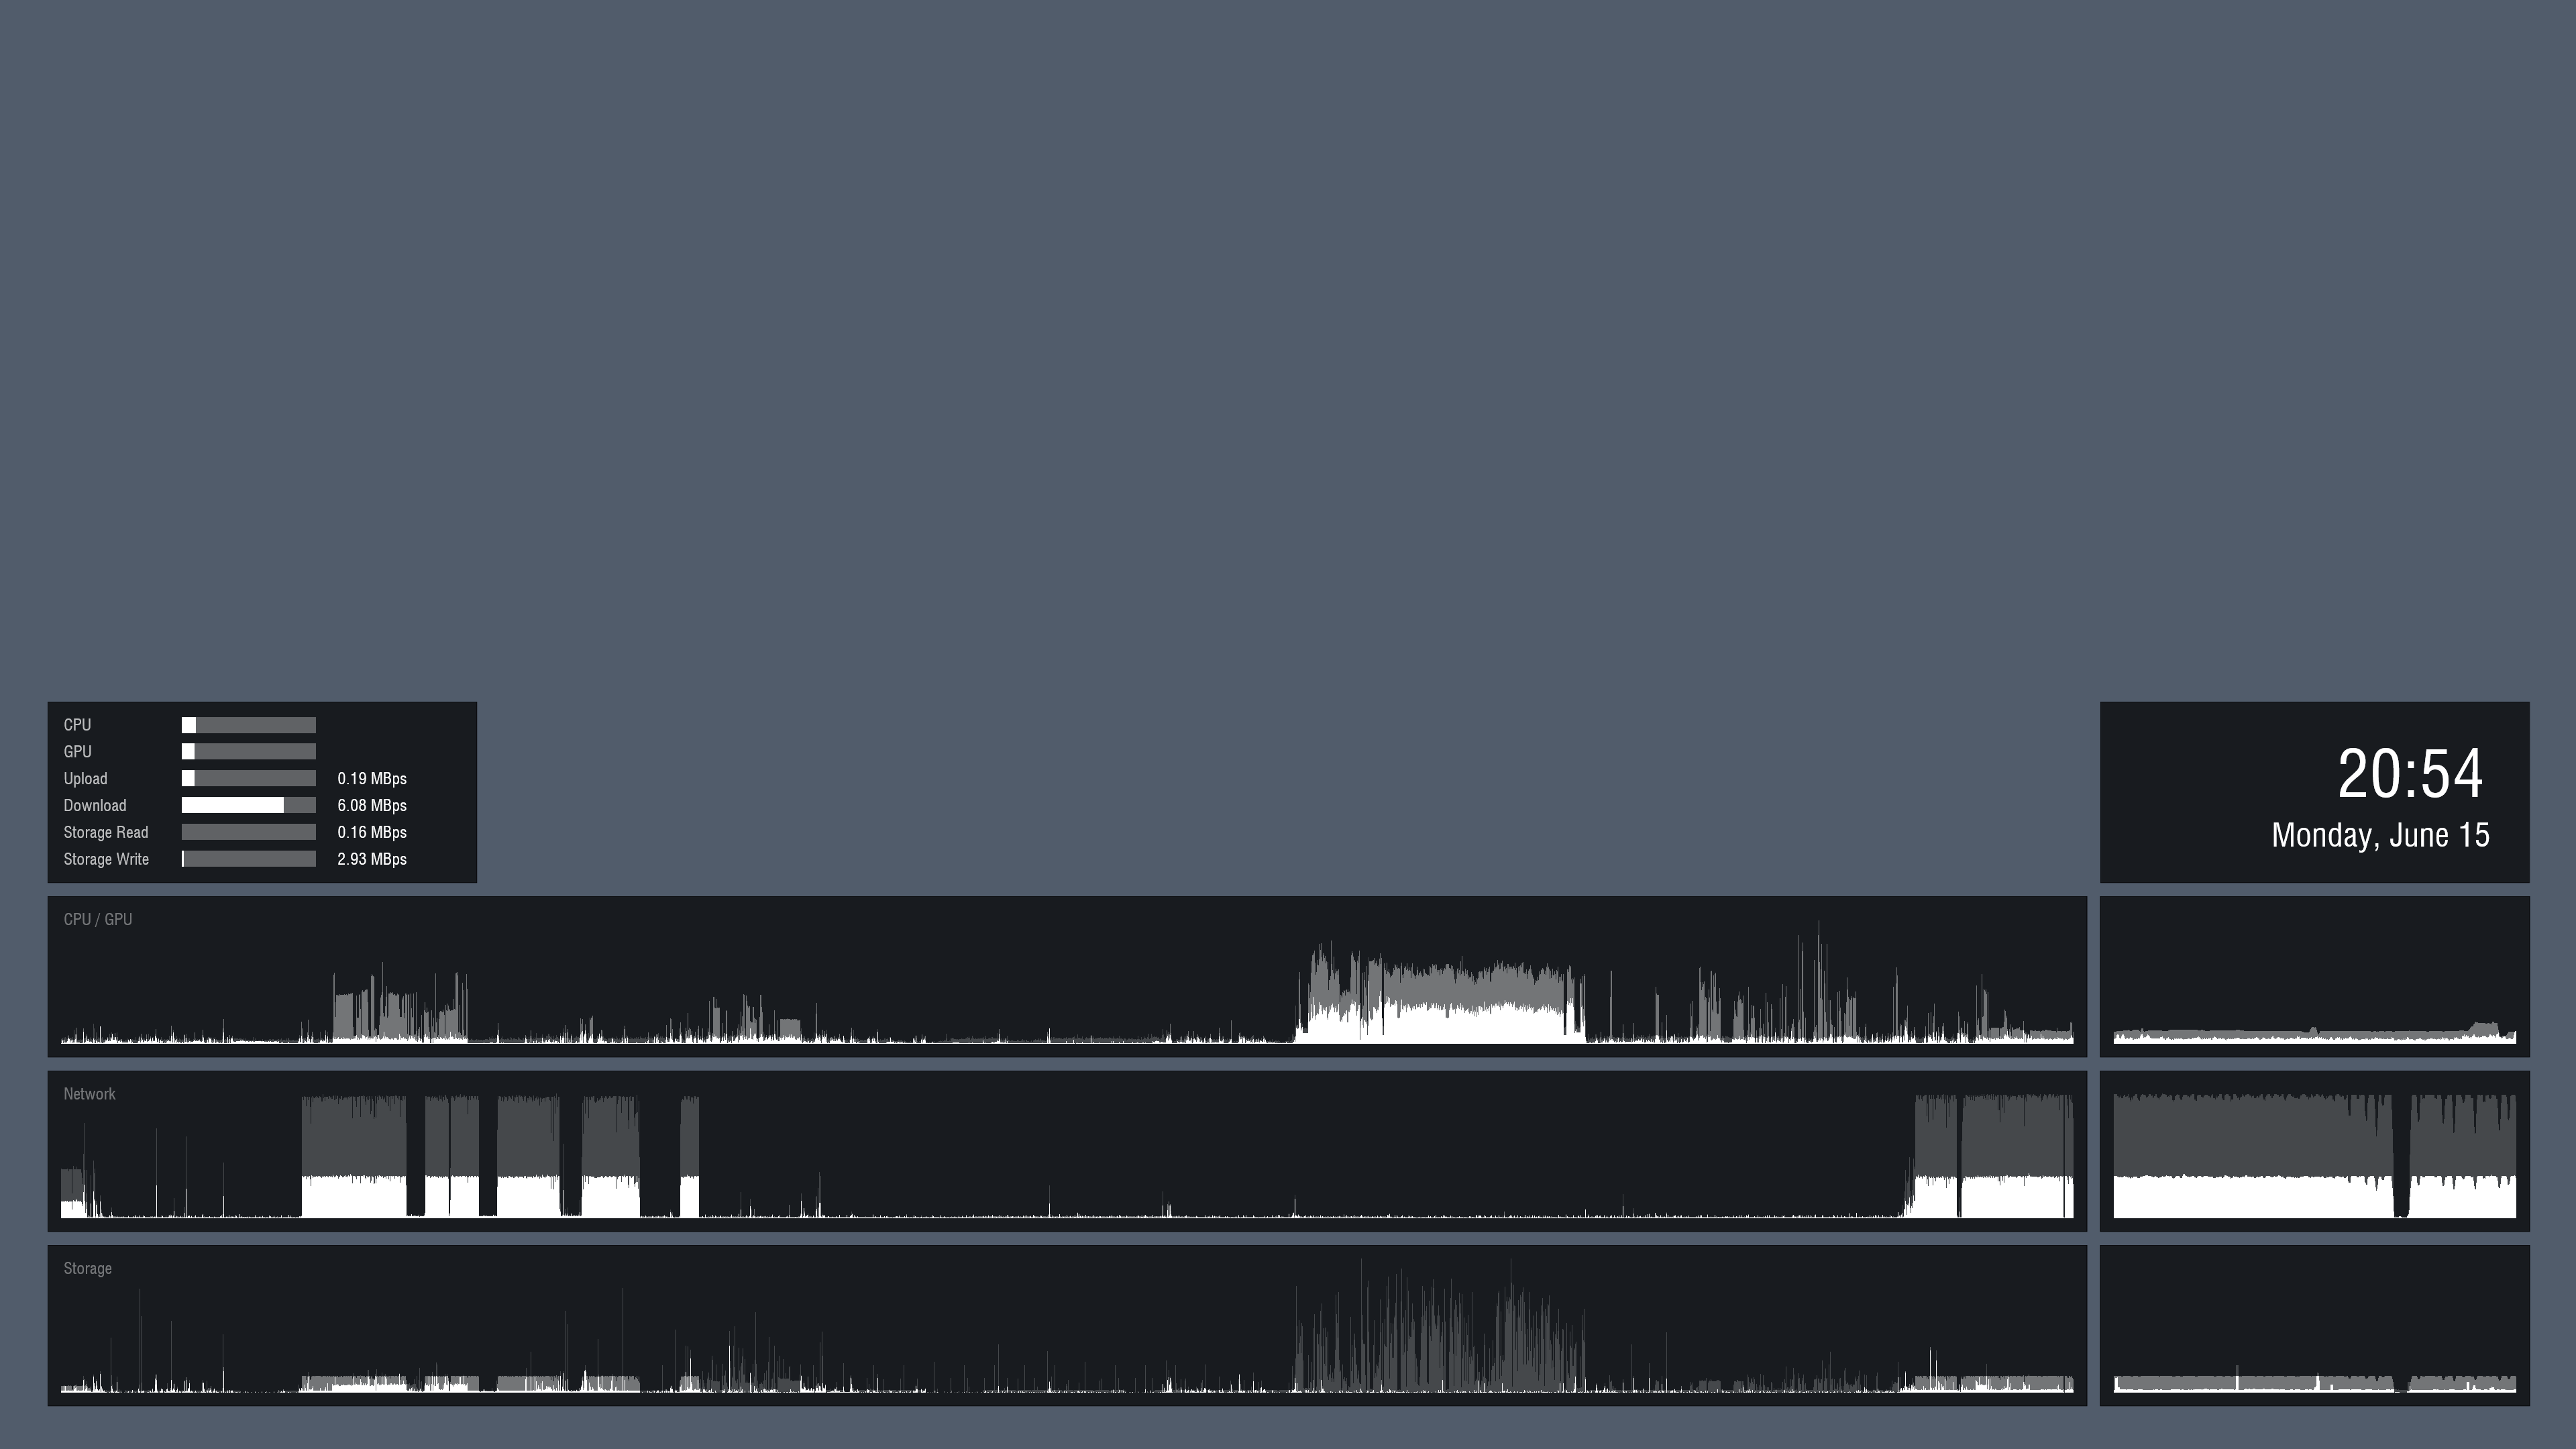 CPU
GPU
Upload 0.19 MBps
Download 6.08 MBps
Storage Read 0.16 MBps
Storage Write 2.93 MBps
20:54
Monday, June 15
CPU / GPU
Network
Storage